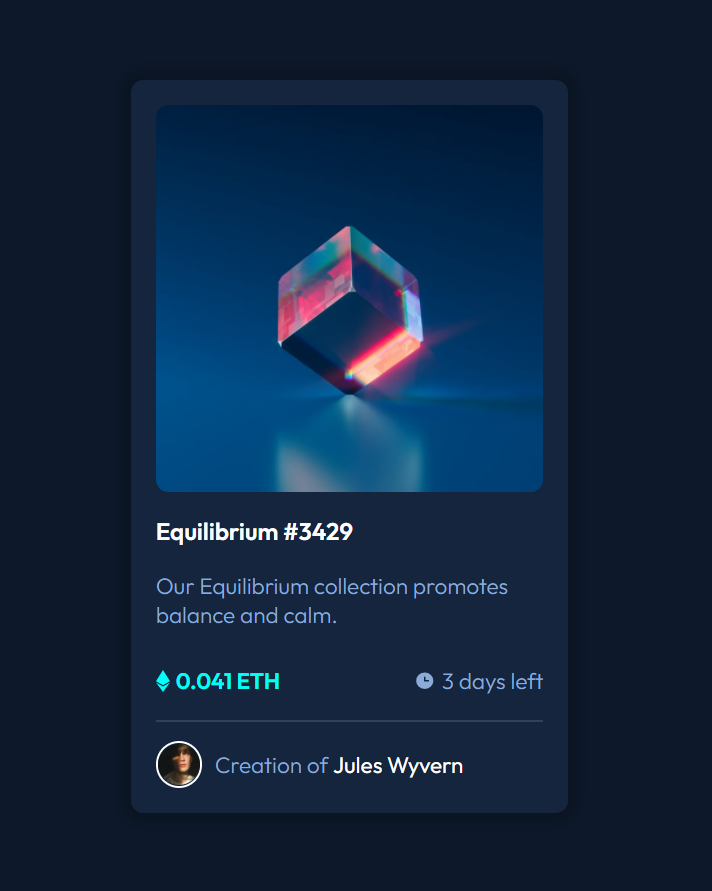 Equilibrium #3429
Our Equilibrium collection promotes
balance and calm.
0.041 ETH 3 days left
Creation of Jules Wyvern